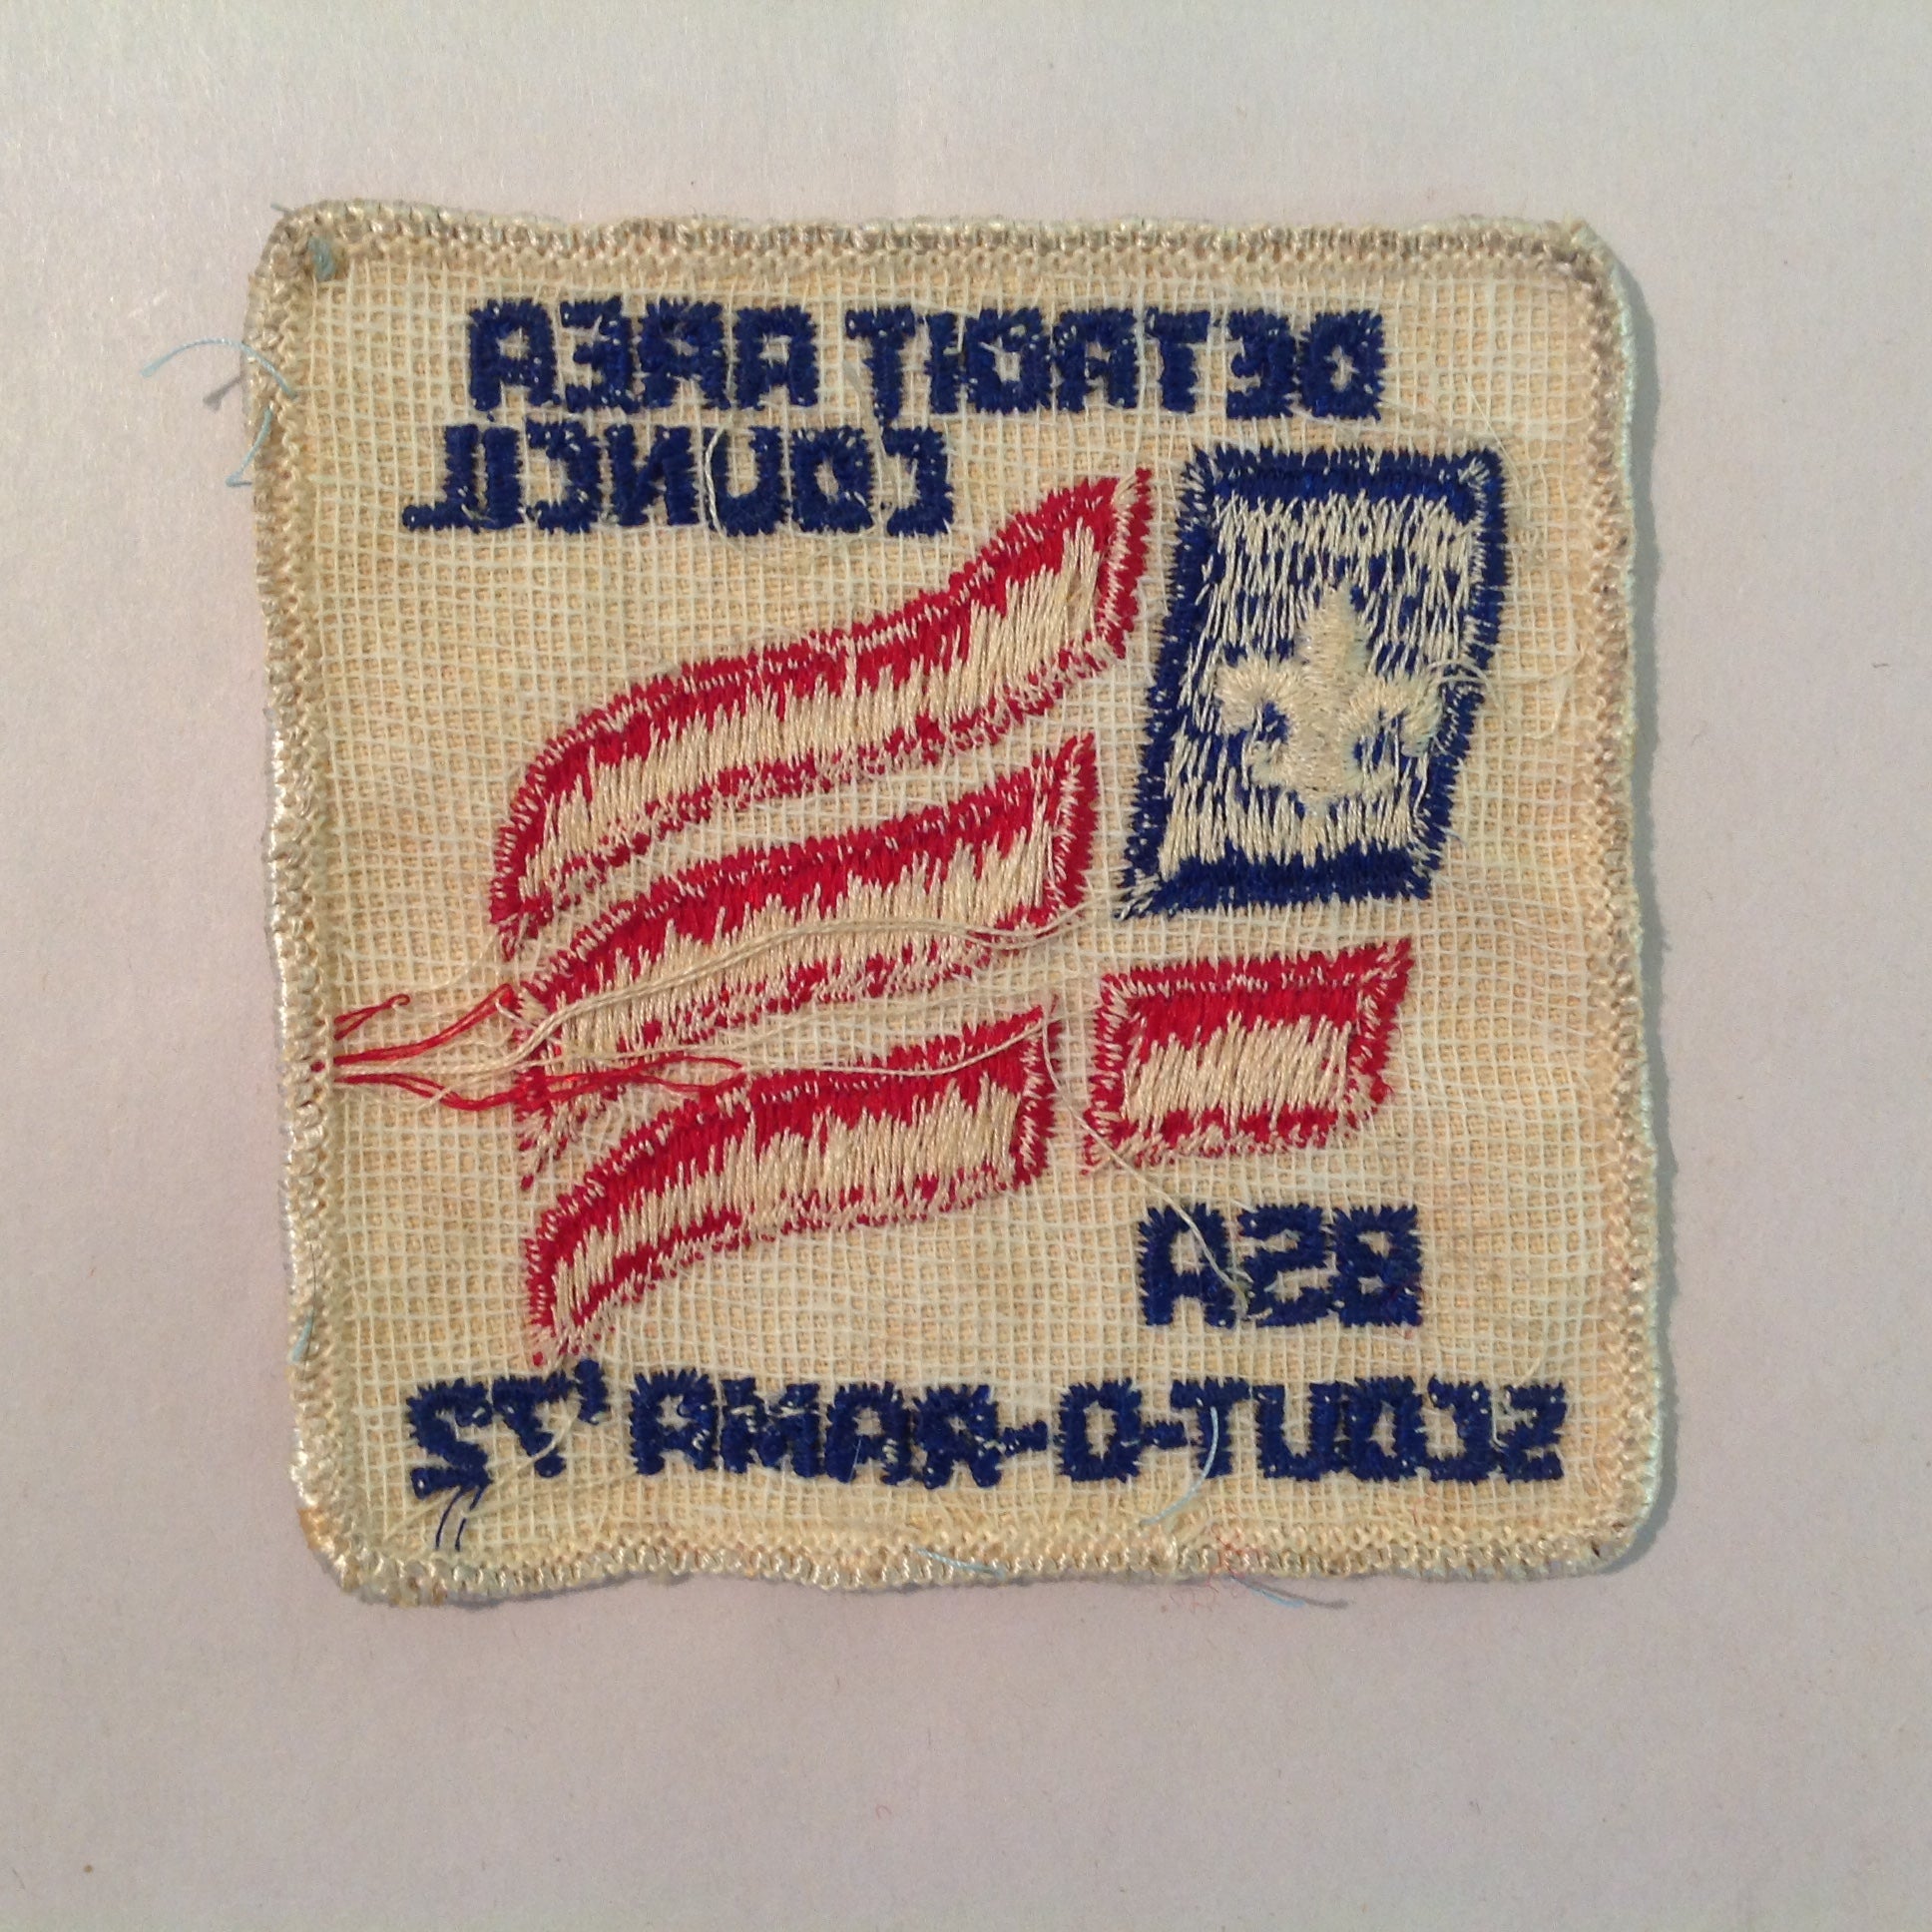 DETROIT AREA
COUNCIL
BSA
SCOUT-O-RAMA '72